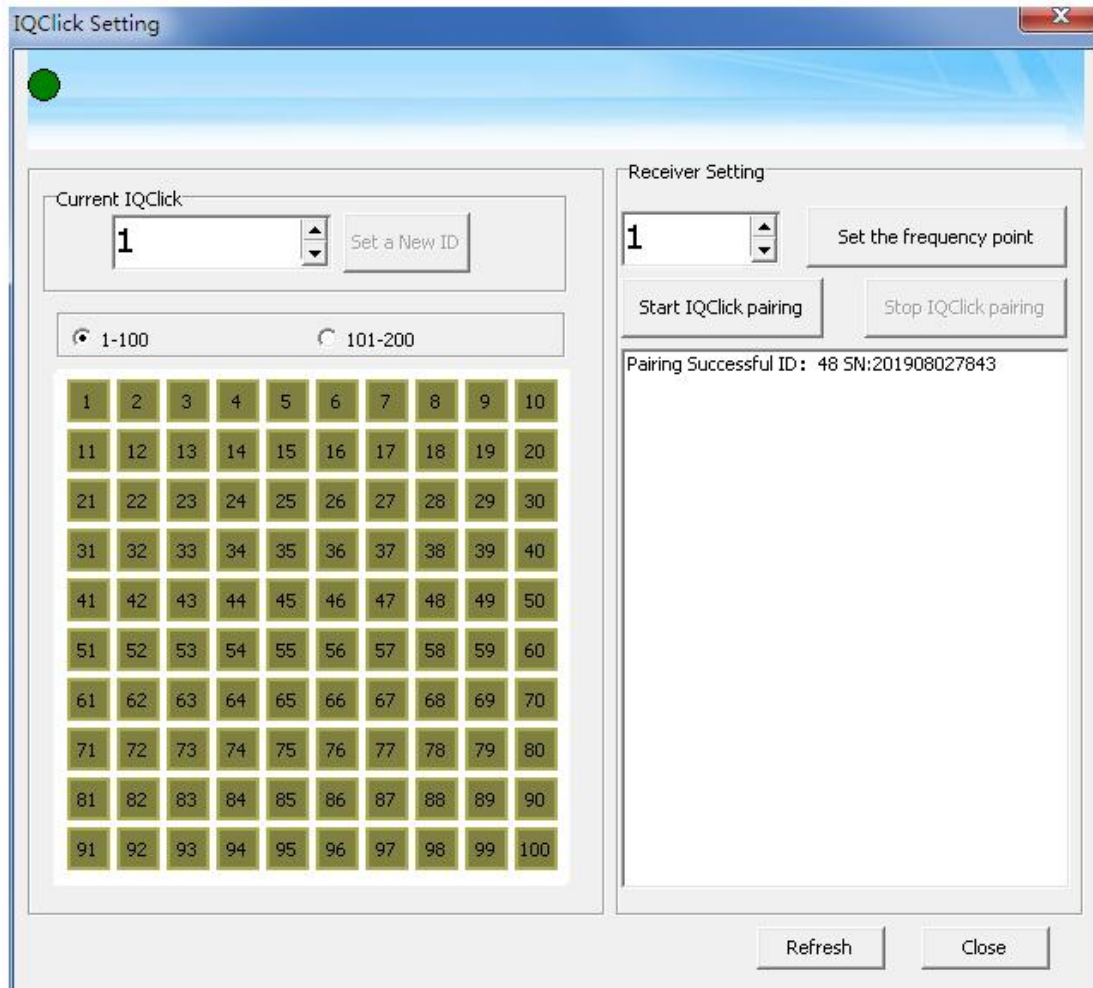 IQClick Setting
Current IQClick
1
Set a New ID
1-100
101-200
1 2 3 4 5 6 7 8 9 10
11 12 13 14 15 16 17 18 19 20
21 22 23 24 25 26 27 28 29 30
31 32 33 34 35 36 37 38 39 40
41 42 43 44 45 46 47 48 49 50
51 52 53 54 55 56 57 58 59 60
61 62 63 64 65 66 67 68 69 70
71 72 73 74 75 76 77 78 79 80
81 82 83 84 85 86 87 88 89 90
91 92 93 94 95 96 97 98 99 100
Receiver Setting
1
Set the frequency point
Start IQClick pairing
Stop IQClick pairing
Pairing Successful ID： 48 SN:201908027843
Refresh
Close